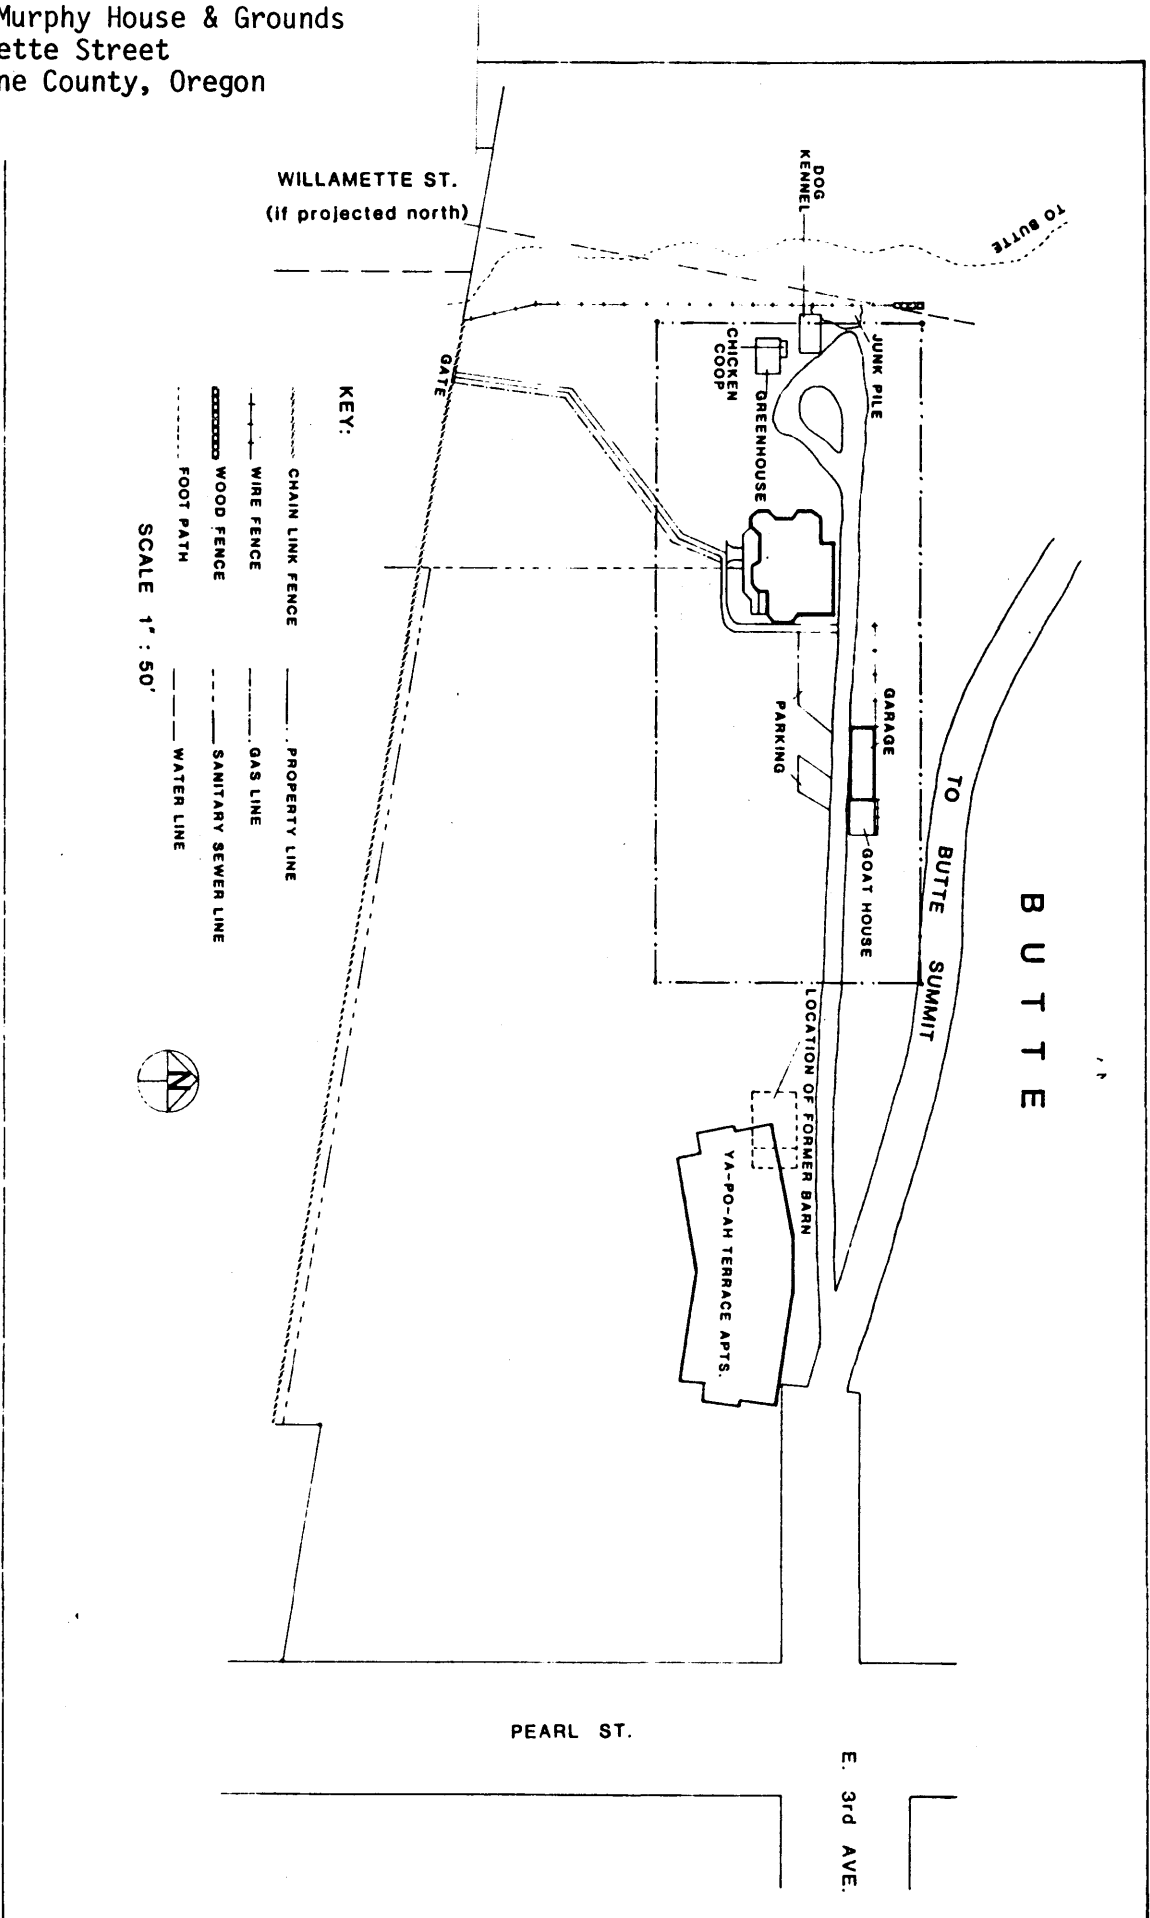 Murphy House & Grounds
ette Street
ne County, Oregon
WILLAMETTE ST.
(if projected north)
DOG
KENNEL
TO BUTTE
JUNK PILE
CHICKEN
COOP
GREENHOUSE
GATE
GARAGE
PARKING
GOAT HOUSE
TO BUTTE SUMMIT
BUTTE
LOCATION OF FORMER BARN
YA-PO-AH TERRACE APTS.
KEY:
CHAIN LINK FENCE
WIRE FENCE
WOOD FENCE
FOOT PATH
PROPERTY LINE
GAS LINE
SANITARY SEWER LINE
WATER LINE
SCALE 1" : 50'
N
PEARL ST.
E. 3rd AVE.